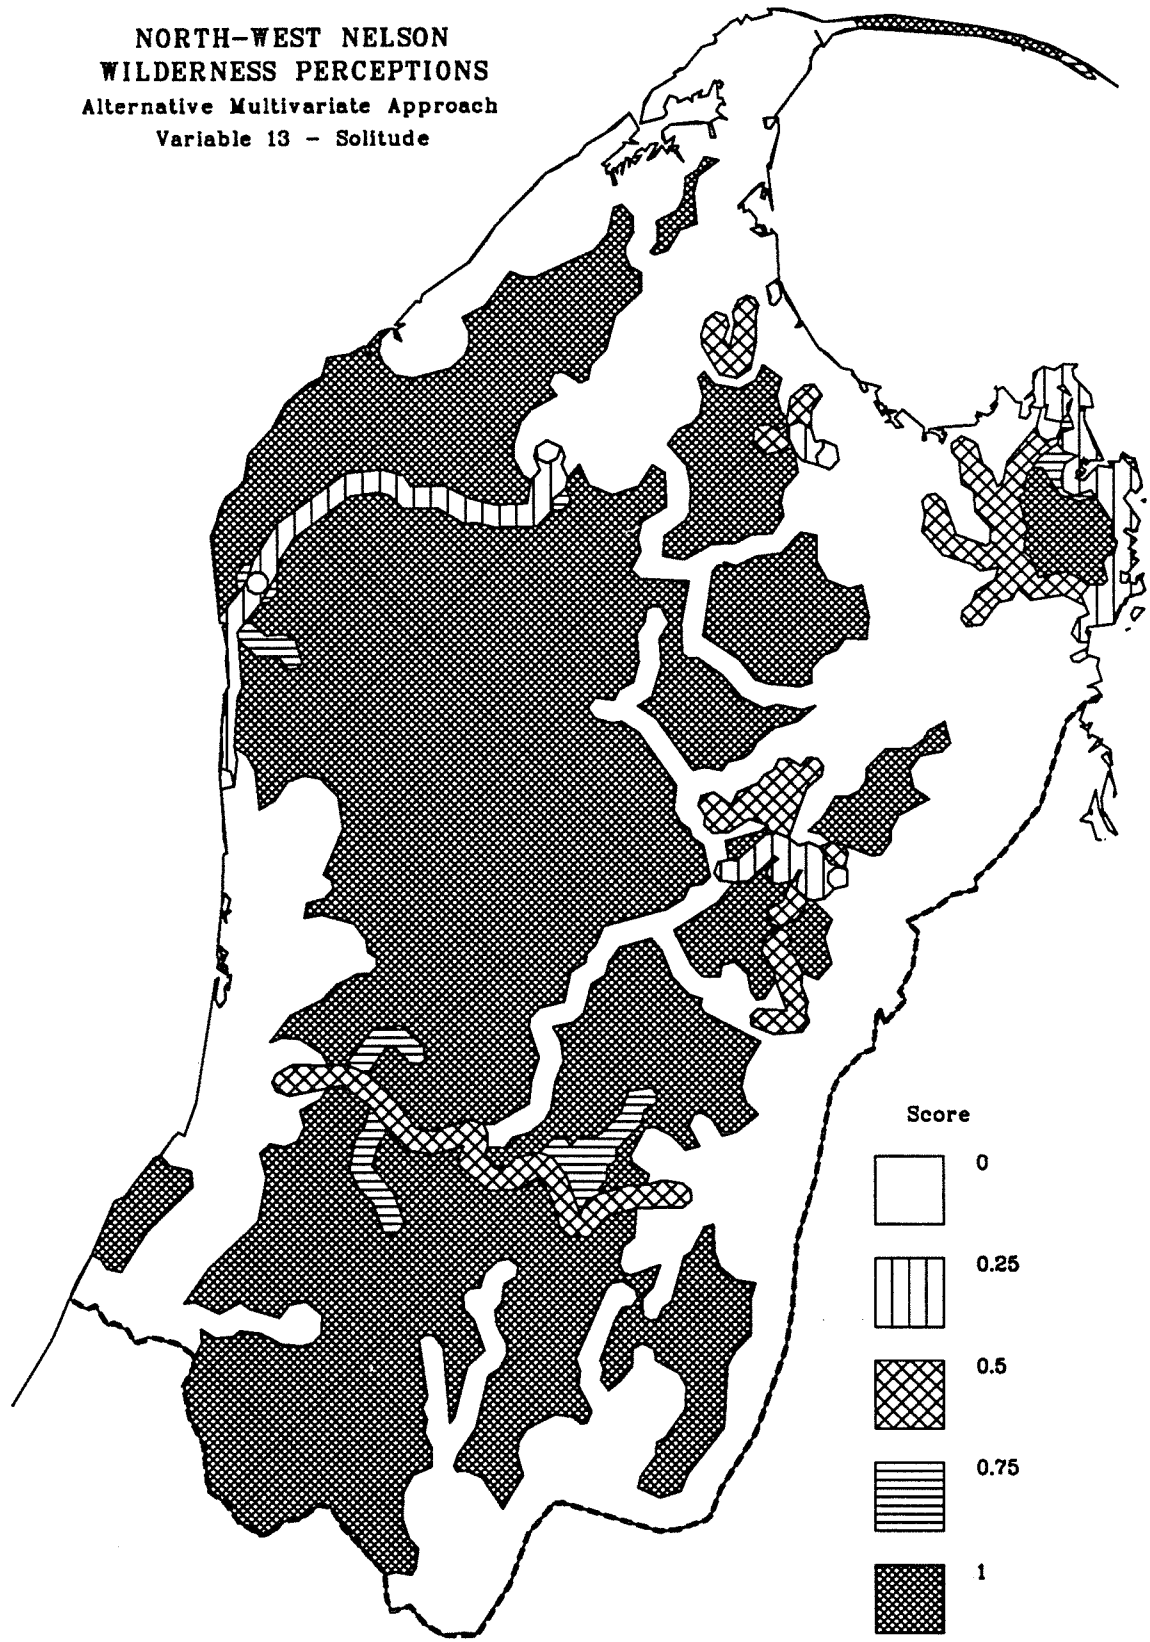 NORTH-WEST NELSON
WILDERNESS PERCEPTIONS
Alternative Multivariate Approach
Variable 13 - Solitude
Score
0
0.25
0.5
0.75
1